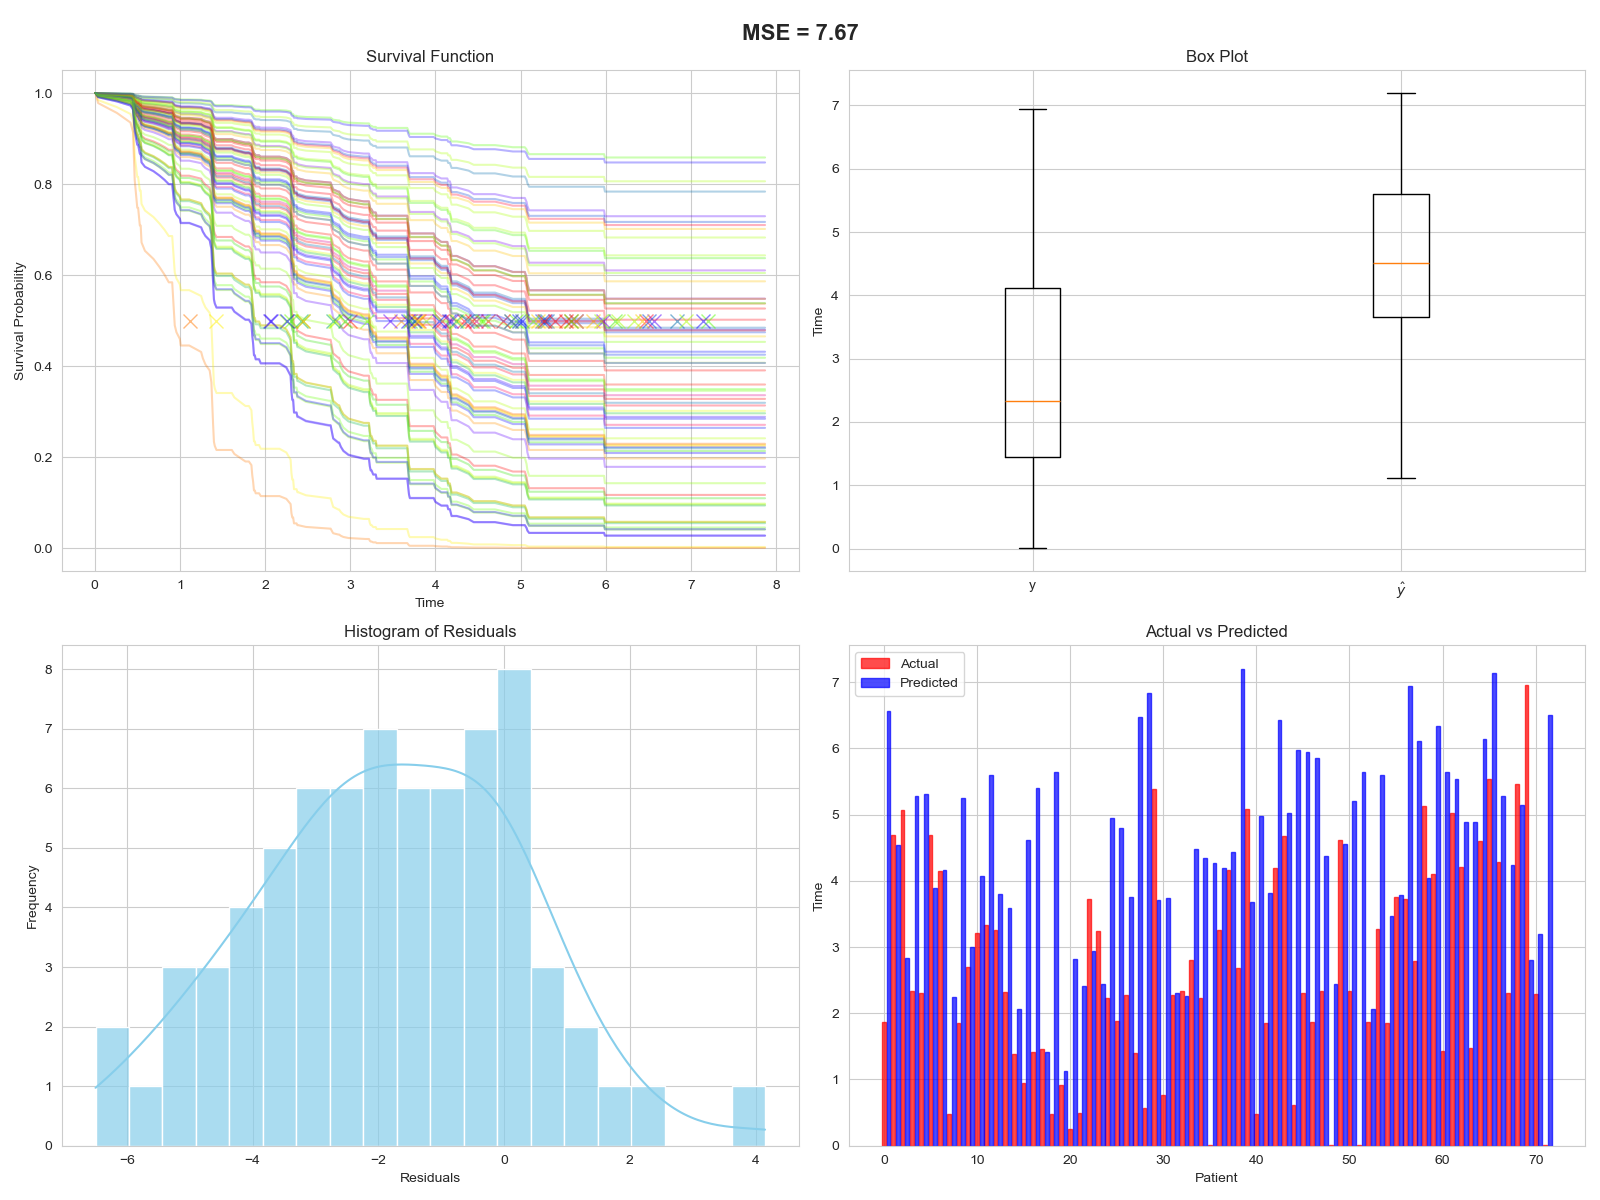 MSE = 7.67
Survival Function
Survival Probability
1.0
0.8
0.6
0.4
0.2
0.0
0 1 2 3 4 5 6 7 8
Time
Box Plot
Time
7
6
5
4
3
2
1
0
y ŷ
Histogram of Residuals
Frequency
8
7
6
5
4
3
2
1
0
−6 −4 −2 0 2 4
Residuals
Actual vs Predicted
Actual
Predicted
Time
7
6
5
4
3
2
1
0
0 10 20 30 40 50 60 70
Patient